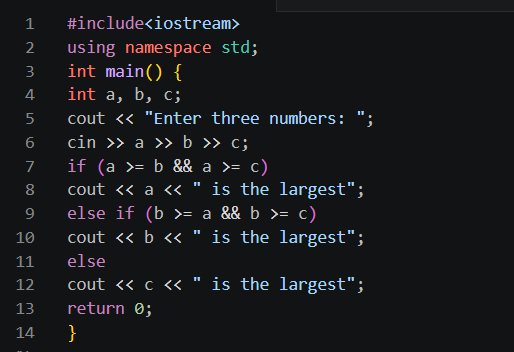 1 #include<iostream>
2 using namespace std;
3 int main() {
4 int a, b, c;
5 cout << "Enter three numbers: ";
6 cin >> a >> b >> c;
7 if (a >= b && a >= c)
8 cout << a << " is the largest";
9 else if (b >= a && b >= c)
10 cout << b << " is the largest";
11 else
12 cout << c << " is the largest";
13 return 0;
14 }